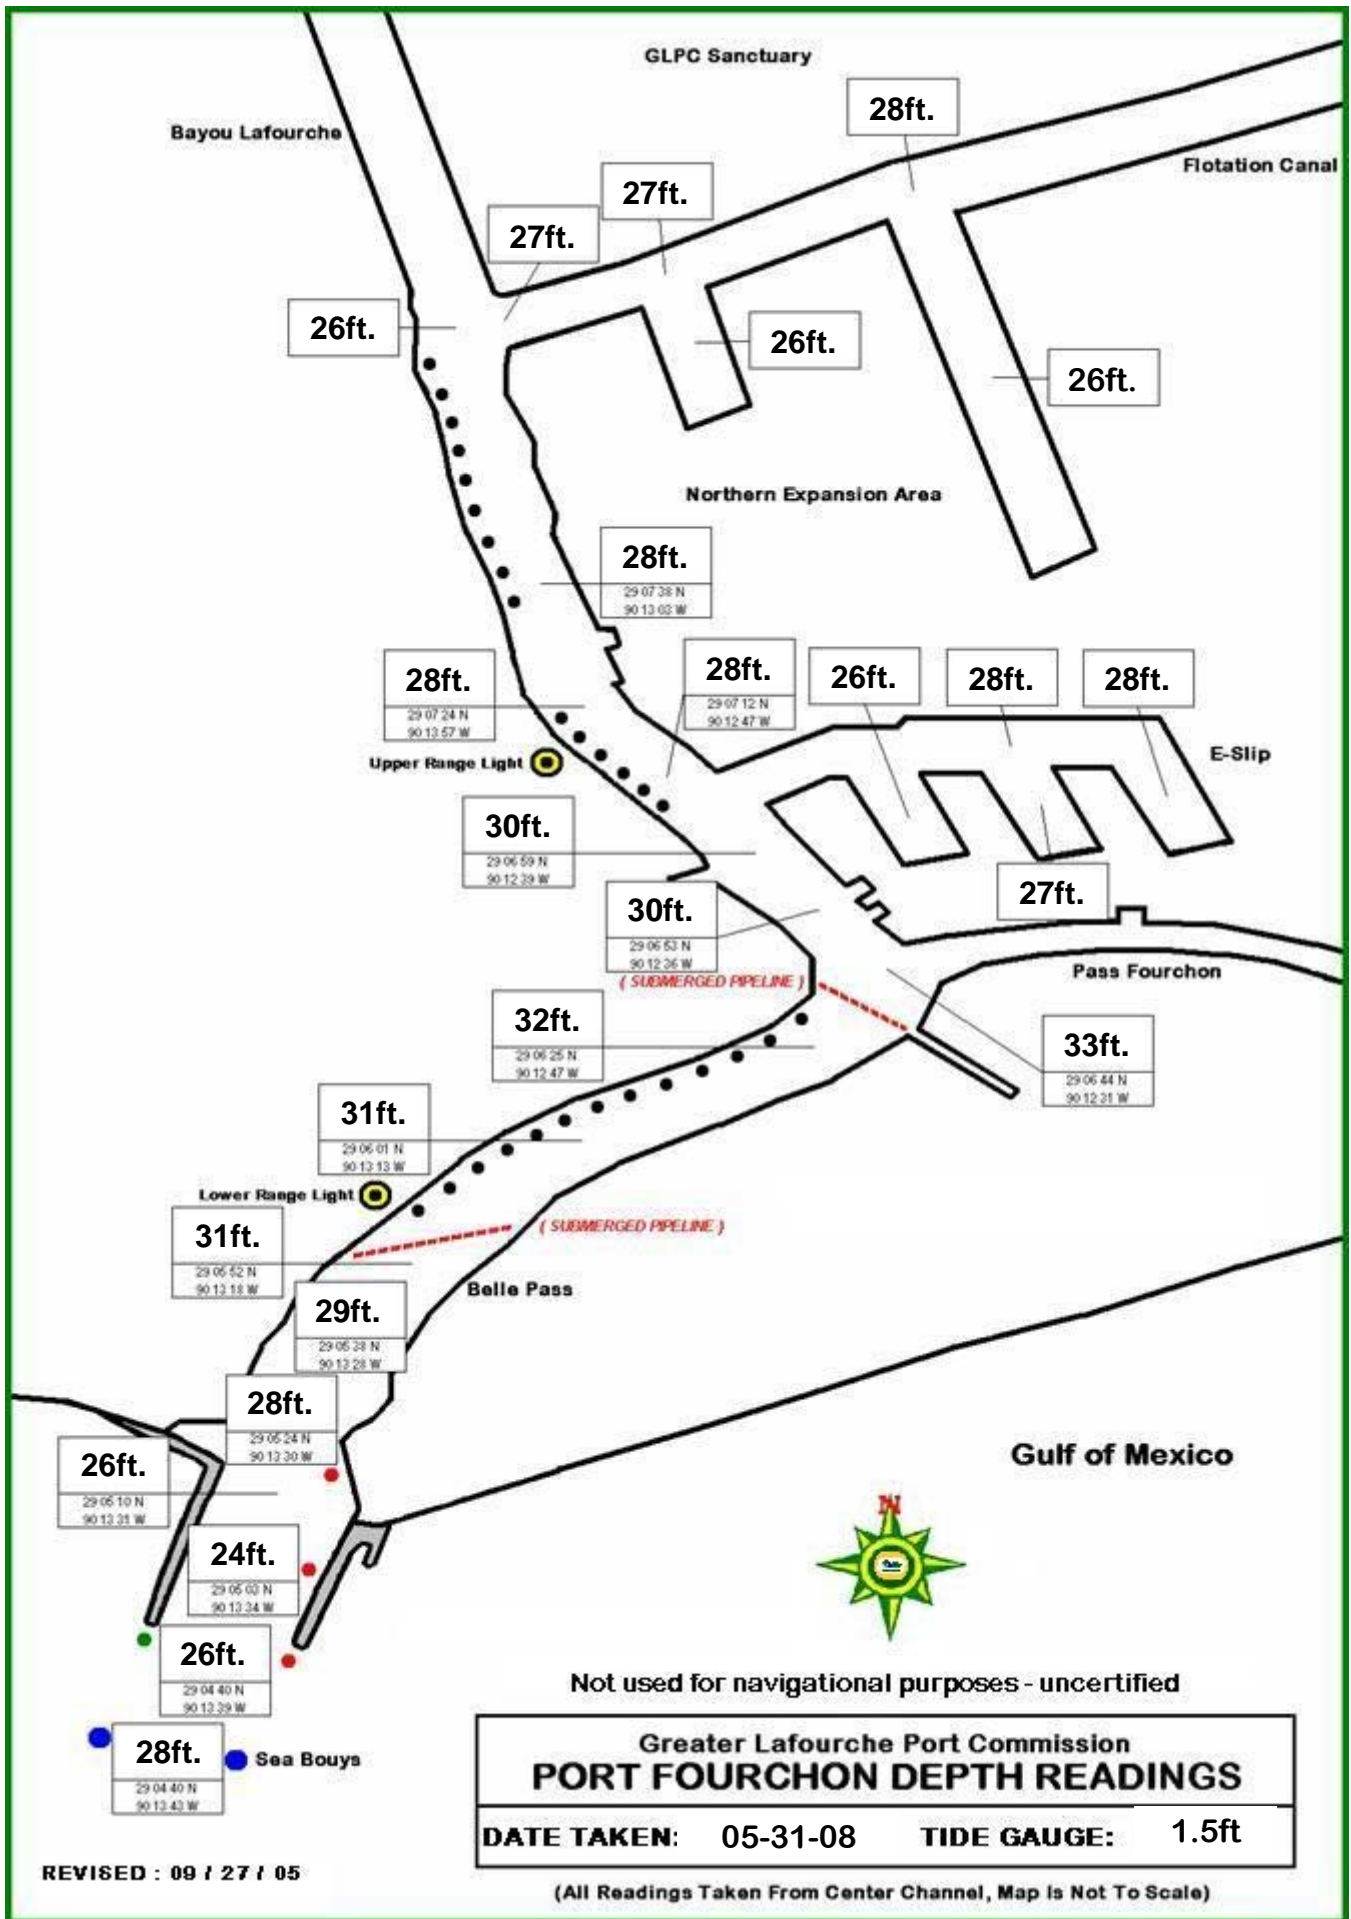 GLPC Sanctuary
28ft.
Bayou Lafourche
Flotation Canal
27ft.
27ft.
26ft.
26ft.
26ft.
Northern Expansion Area
28ft.
29 07 38 N
90 13 03 W
28ft.
29 07 24 N
90 13 57 W
28ft.
29 07 12 N
90 12 47 W
26ft.
28ft.
28ft.
E-Slip
Upper Range Light
30ft.
29 06 59 N
90 12 39 W
27ft.
30ft.
29 06 53 N
90 12 36 W
( SUBMERGED PIPELINE )
Pass Fourchon
32ft.
29 06 25 N
90 12 47 W
33ft.
29 06 44 N
90 12 31 W
31ft.
29 06 01 N
90 13 13 W
Lower Range Light
31ft.
29 05 52 N
90 13 18 W
( SUBMERGED PIPELINE )
Belle Pass
29ft.
29 05 38 N
90 13 28 W
28ft.
29 05 24 N
90 13 30 W
Gulf of Mexico
26ft.
29 05 10 N
90 13 31 W
N
24ft.
29 05 03 N
90 13 34 W
26ft.
29 04 40 N
90 13 39 W
Not used for navigational purposes - uncertified
28ft.
29 04 40 N
90 13 43 W
Sea Bouys
Greater Lafourche Port Commission
PORT FOURCHON DEPTH READINGS
DATE TAKEN: 05-31-08 TIDE GAUGE: 1.5ft
REVISED : 09 / 27 / 05
(All Readings Taken From Center Channel, Map Is Not To Scale)